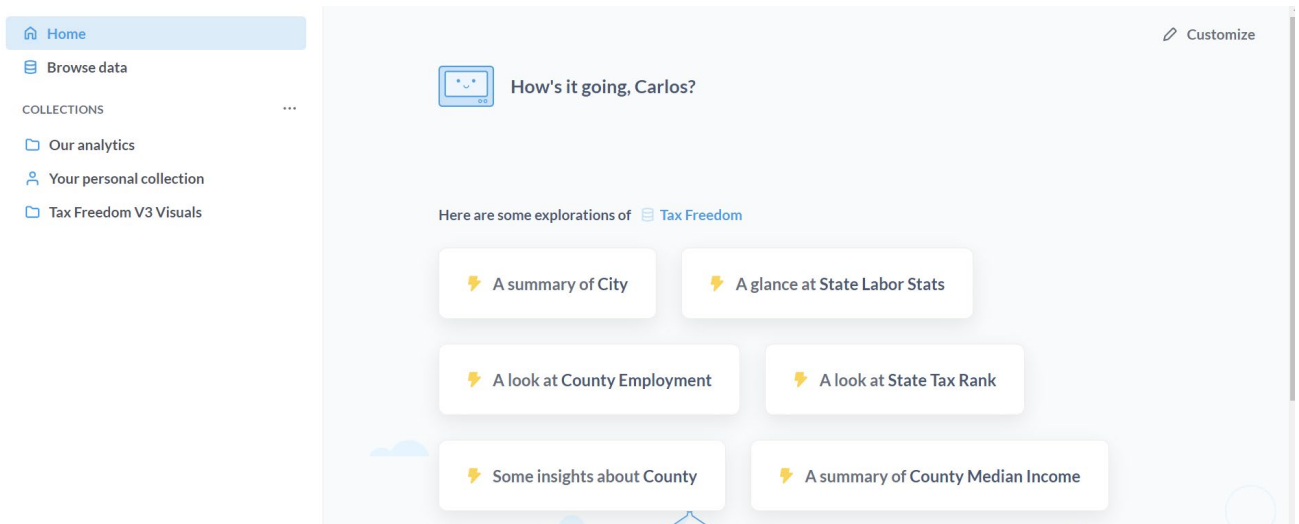 Home
Customize
Browse data
How's it going, Carlos?
COLLECTIONS
Our analytics
Your personal collection
Tax Freedom V3 Visuals
Here are some explorations of Tax Freedom
A summary of City
A glance at State Labor Stats
A look at County Employment
A look at State Tax Rank
Some insights about County
A summary of County Median Income